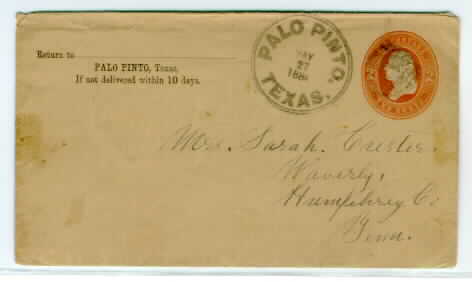 Return to
PALO PINTO, Texas.
If not delivered within 10 days.
PALO PINTO,
MAY
27
188
TEXAS.
Mrs. Sarah
Waverly,
Humphrey Co
Tenn.